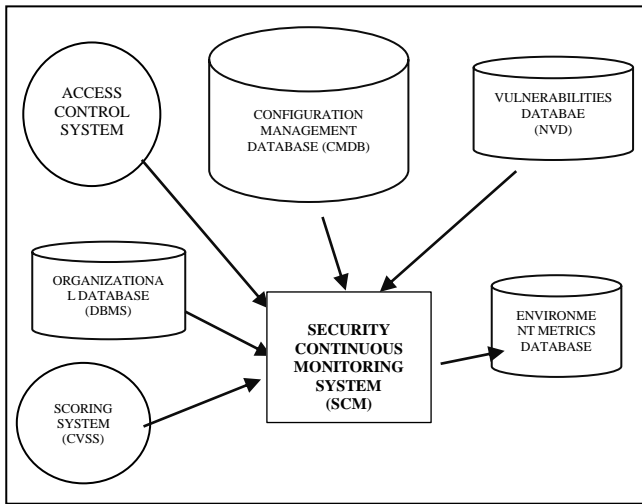 ACCESS
CONTROL
SYSTEM
CONFIGURATION
MANAGEMENT
DATABASE (CMDB)
VULNERABILITIES
DATABAE
(NVD)
ORGANIZATIONA
L DATABASE
(DBMS)
SECURITY
CONTINUOUS
MONITORING
SYSTEM
(SCM)
ENVIRONME
NT METRICS
DATABASE
SCORING
SYSTEM
(CVSS)